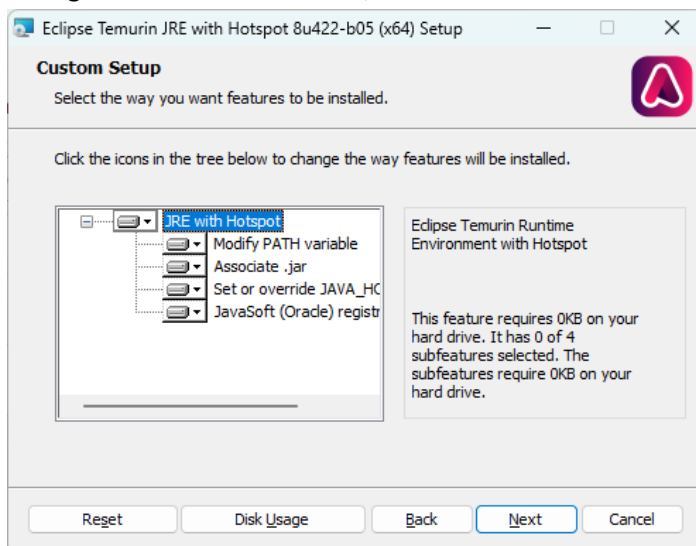 Eclipse Temurin JRE with Hotspot 8u422-b05 (x64) Setup
Custom Setup
Select the way you want features to be installed.
Click the icons in the tree below to change the way features will be installed.
JRE with Hotspot
Modify PATH variable
Associate .jar
Set or override JAVA_HO
JavaSoft (Oracle) registr
Eclipse Temurin Runtime
Environment with Hotspot
This feature requires 0KB on your
hard drive. It has 0 of 4
subfeatures selected. The
subfeatures require 0KB on your
hard drive.
Reset
Disk Usage
Back
Next
Cancel